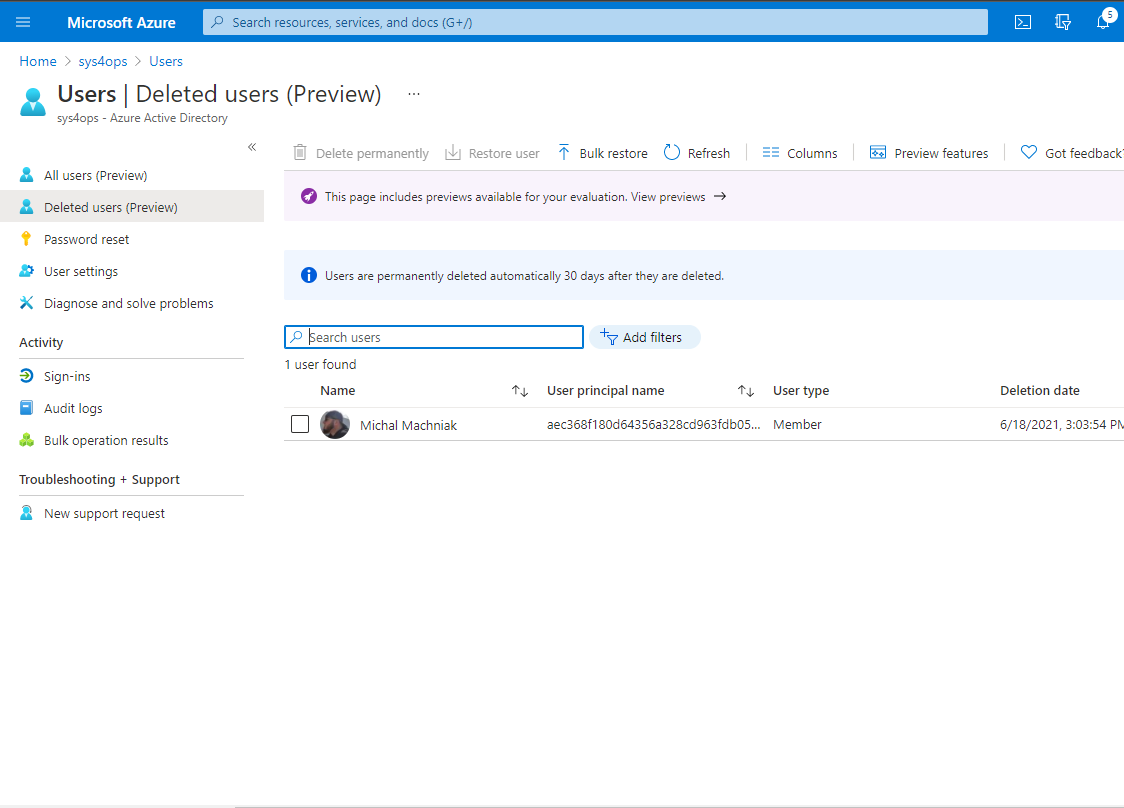 Microsoft Azure
Search resources, services, and docs (G+/)
5
Home > sys4ops > Users
Users | Deleted users (Preview) ...
sys4ops - Azure Active Directory
«
Delete permanently Restore user Bulk restore Refresh Columns Preview features Got feedback?
All users (Preview)
Deleted users (Preview)
Password reset
User settings
Diagnose and solve problems
Activity
Sign-ins
Audit logs
Bulk operation results
Troubleshooting + Support
New support request
This page includes previews available for your evaluation. View previews →
Users are permanently deleted automatically 30 days after they are deleted.
Search users
Add filters
1 user found
Name User principal name User type Deletion date
Michal Machniak aec368f180d64356a328cd963fdb05... Member 6/18/2021, 3:03:54 PM